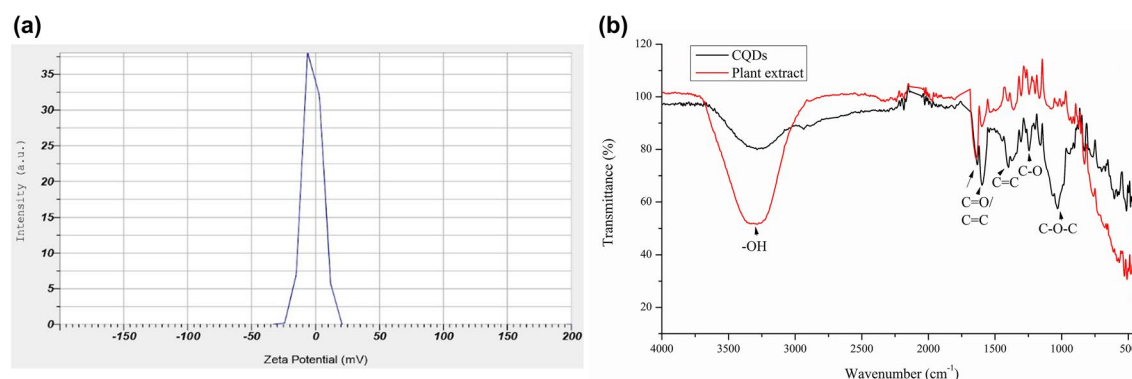 (a)
35
30
25
20
15
10
5
0
-150 -100 -50 0 50 100 150 200
Intensity (a.u.)
Zeta Potential (mV)
(b)
120
100
80
60
40
20
Transmittance (%)
CQDs
Plant extract
-OH
C=O/
C=C
C=C
C-O
C-O-C
4000 3500 3000 2500 2000 1500 1000 500
Wavenumber (cm⁻¹)